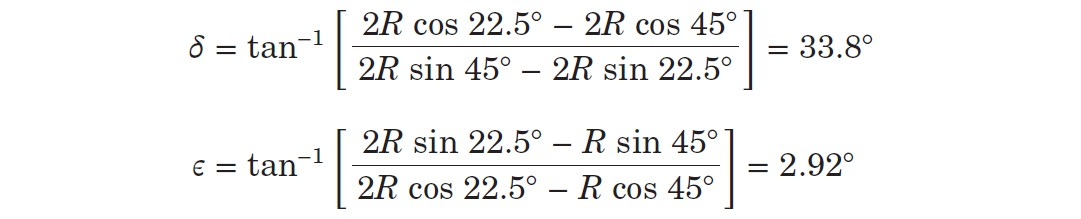 δ = tan⁻¹ [ (2R cos 22.5° − 2R cos 45°) / (2R sin 45° − 2R sin 22.5°) ] = 33.8°
ϵ = tan⁻¹ [ (2R sin 22.5° − R sin 45°) / (2R cos 22.5° − R cos 45°) ] = 2.92°